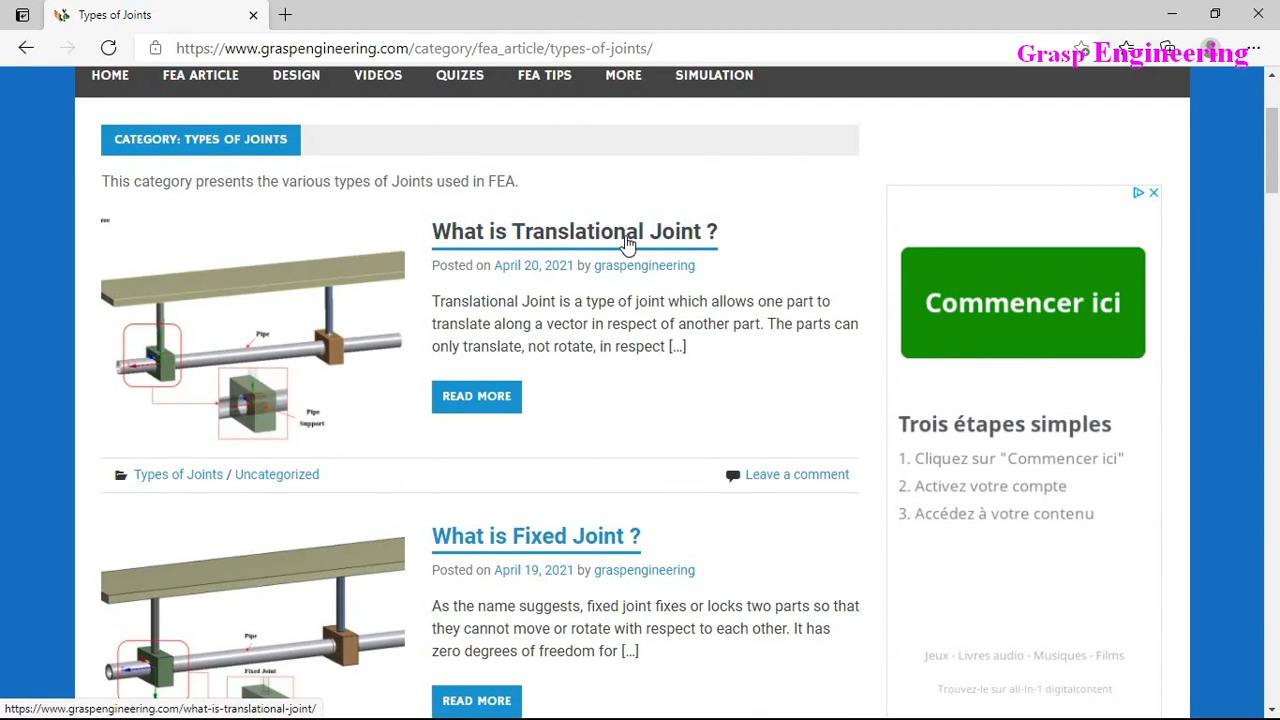 Types of Joints
https://www.graspengineering.com/category/fea_article/types-of-joints/
Grasp Engineering
HOME FEA ARTICLE DESIGN VIDEOS QUIZES FEA TIPS MORE SIMULATION
CATEGORY: TYPES OF JOINTS
This category presents the various types of Joints used in FEA.
What is Translational Joint ?
Posted on April 20, 2021 by graspengineering
Translational Joint is a type of joint which allows one part to
translate along a vector in respect of another part. The parts can
only translate, not rotate, in respect [...]
READ MORE
me
Pipe
Pipe
Support
Types of Joints / Uncategorized
Leave a comment
What is Fixed Joint ?
Posted on April 19, 2021 by graspengineering
As the name suggests, fixed joint fixes or locks two parts so that
they cannot move or rotate with respect to each other. It has
zero degrees of freedom for [...]
READ MORE
Pipe
Fixed Joint
Commencer ici
Trois étapes simples
1. Cliquez sur "Commencer ici"
2. Activez votre compte
3. Accédez à votre contenu
Jeux - Livres audio - Musiques - Films
Trouvez-le sur all-in-1 digitalcontent
https://www.graspengineering.com/what-is-translational-joint/